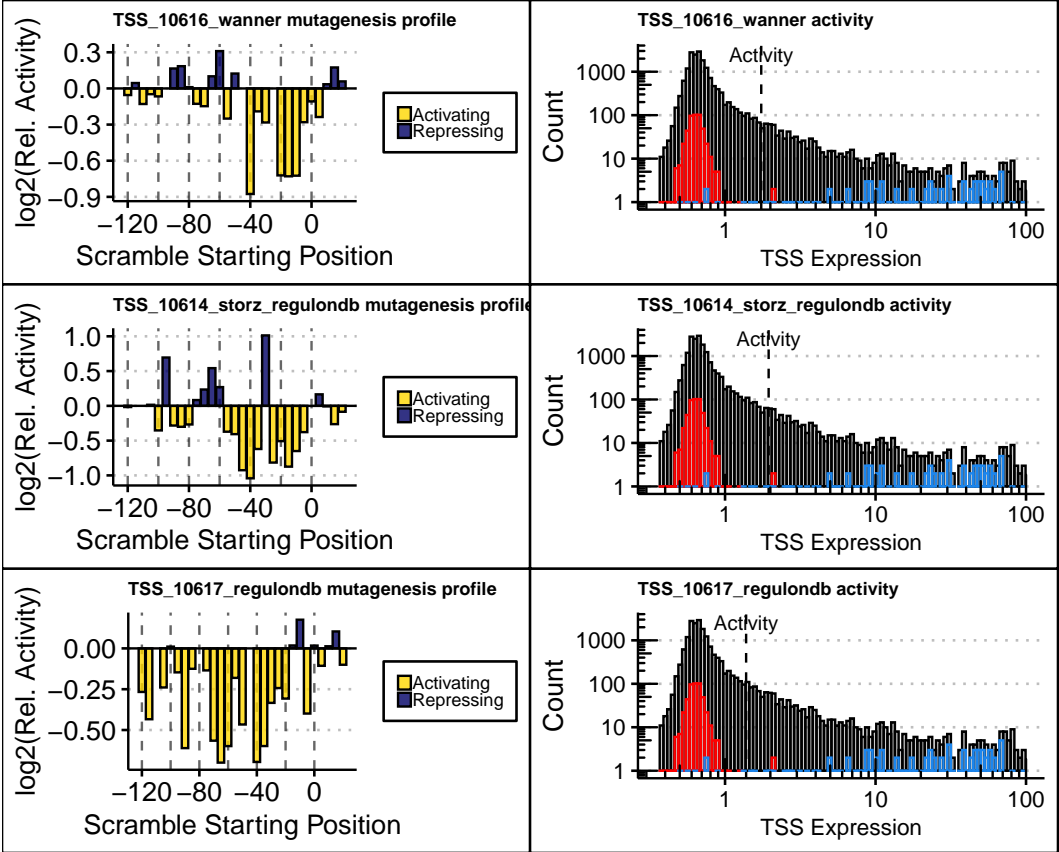 TSS_10616_wanner mutagenesis profile
log2(Rel. Activity)
0.3
0.0
−0.3
−0.6
−0.9
−120 −80 −40 0
Scramble Starting Position
Activating
Repressing
TSS_10616_wanner activity
Activity
Count
1000
100
10
1
1 10 100
TSS Expression
TSS_10614_storz_regulondb mutagenesis profile
log2(Rel. Activity)
1.0
0.5
0.0
−0.5
−1.0
−120 −80 −40 0
Scramble Starting Position
Activating
Repressing
TSS_10614_storz_regulondb activity
Activity
Count
1000
100
10
1
1 10 100
TSS Expression
TSS_10617_regulondb mutagenesis profile
log2(Rel. Activity)
0.00
−0.25
−0.50
−120 −80 −40 0
Scramble Starting Position
Activating
Repressing
TSS_10617_regulondb activity
Activity
Count
1000
100
10
1
1 10 100
TSS Expression